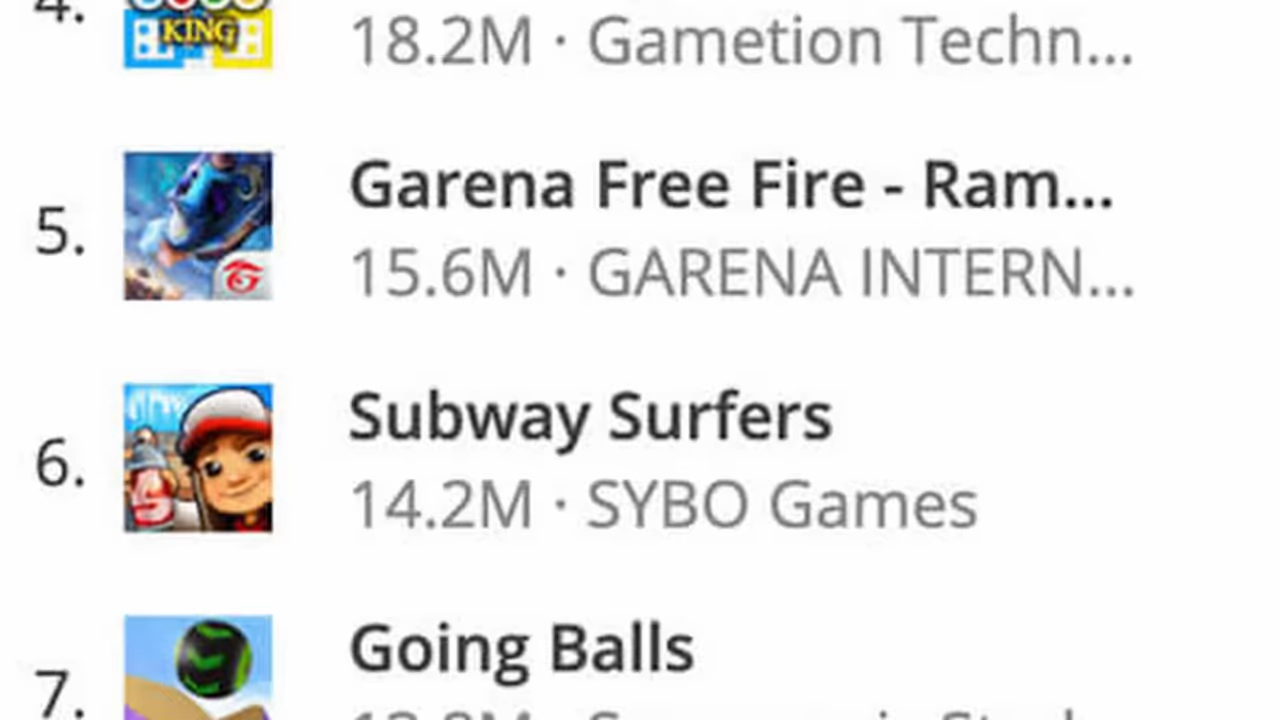 4.
KING
18.2M · Gametion Techn...
5.
Garena Free Fire - Ram...
15.6M · GARENA INTERN...
6.
Subway Surfers
14.2M · SYBO Games
7.
Going Balls